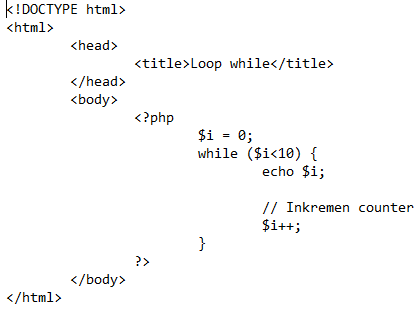 <!DOCTYPE html>
<html>
<head>
<title>Loop while</title>
</head>
<body>
<?php
$i = 0;
while ($i<10) {
echo $i;
// Inkremen counter
$i++;
}
?>
</body>
</html>